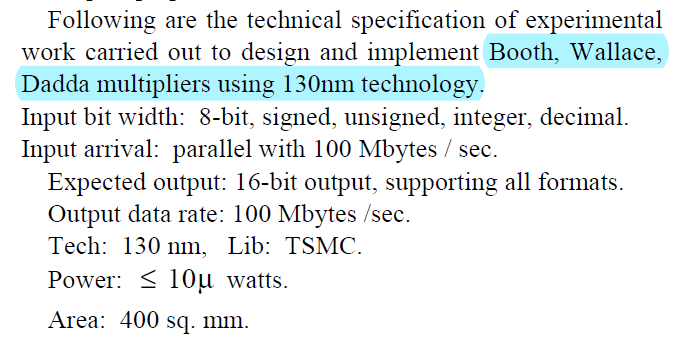 Following are the technical specification of experimental
work carried out to design and implement Booth, Wallace,
Dadda multipliers using 130nm technology.
Input bit width: 8-bit, signed, unsigned, integer, decimal.
Input arrival: parallel with 100 Mbytes / sec.
Expected output: 16-bit output, supporting all formats.
Output data rate: 100 Mbytes /sec.
Tech: 130 nm, Lib: TSMC.
Power: ≤ 10μ watts.
Area: 400 sq. mm.